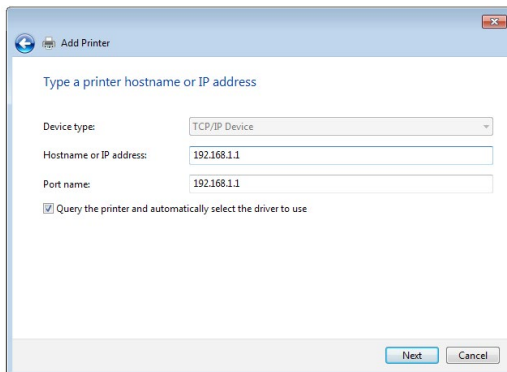 Add Printer
Type a printer hostname or IP address
Device type: TCP/IP Device
Hostname or IP address: 192.168.1.1
Port name: 192.168.1.1
Query the printer and automatically select the driver to use
Next Cancel